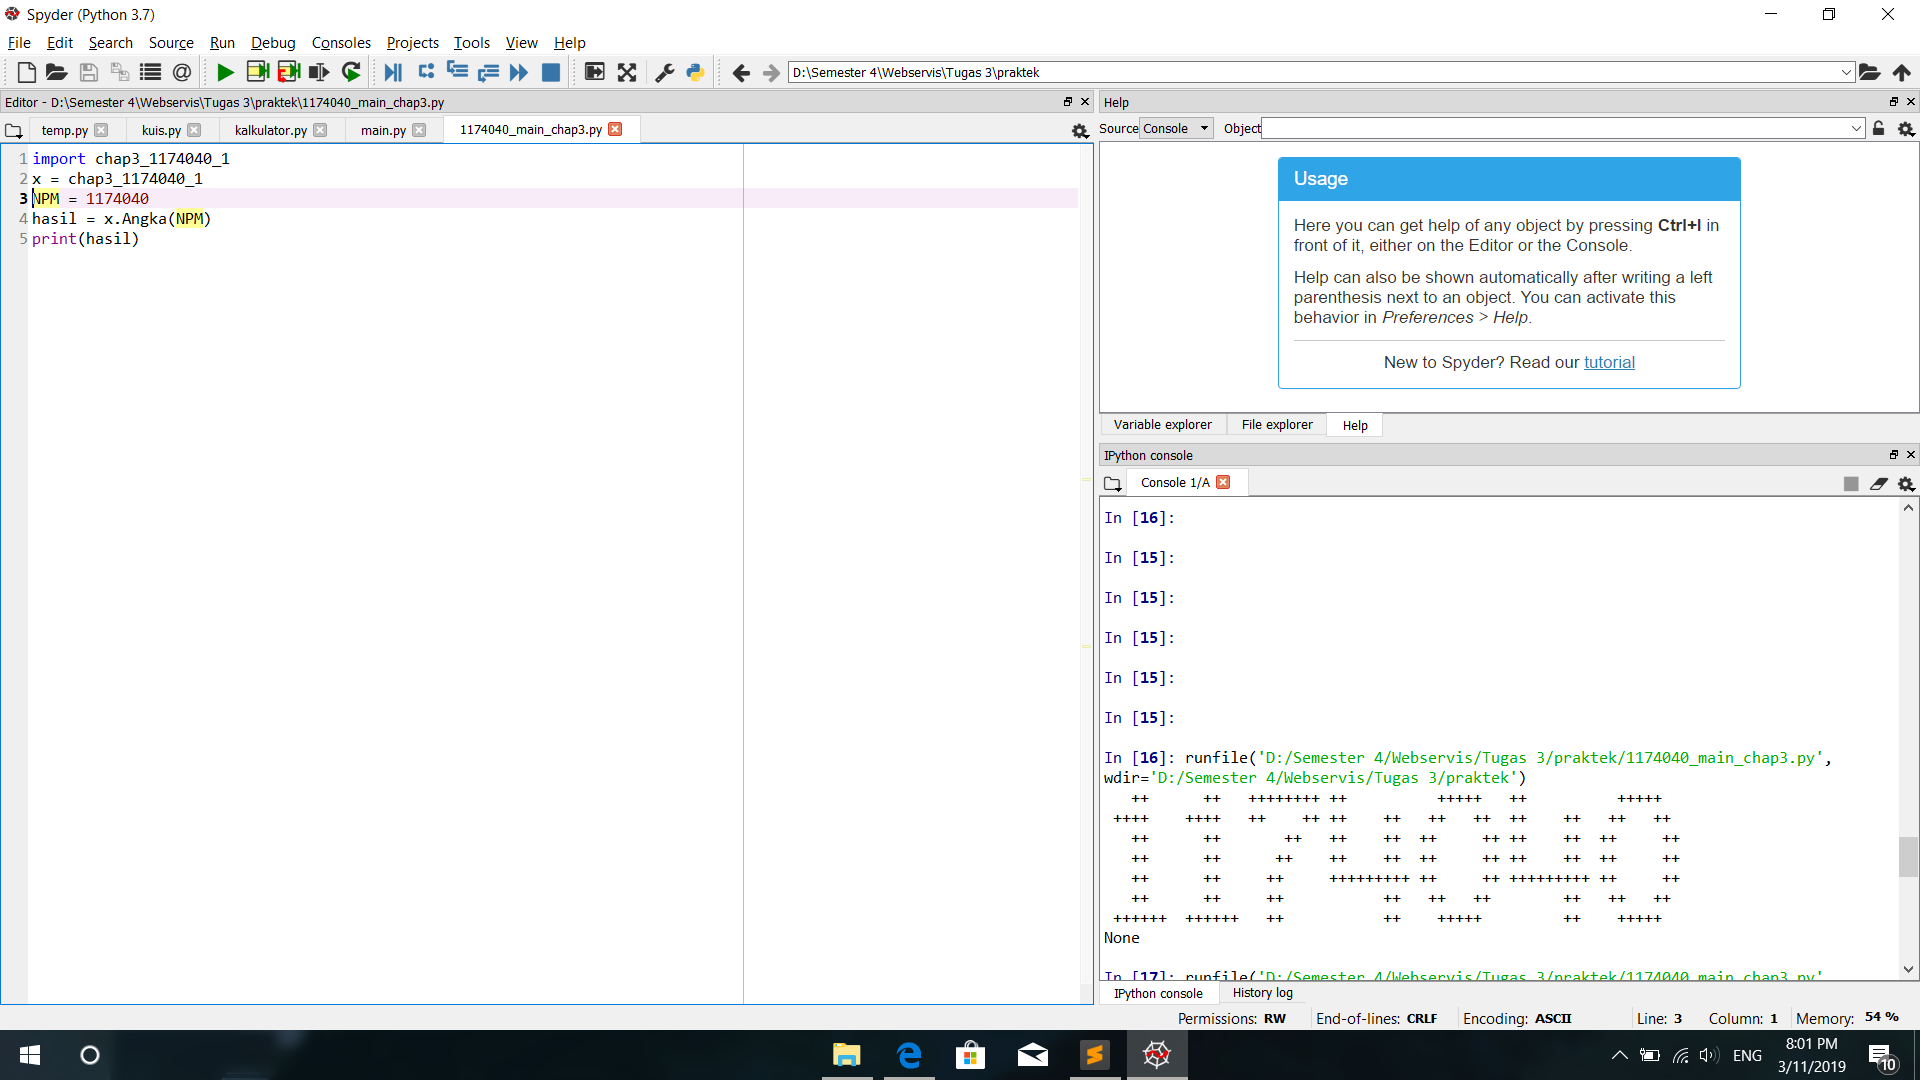 Spyder (Python 3.7)
File Edit Search Source Run Debug Consoles Projects Tools View Help
D:\Semester 4\Webservis\Tugas 3\praktek
Editor - D:\Semester 4\Webservis\Tugas 3\praktek\1174040_main_chap3.py
temp.py kuis.py kalkulator.py main.py 1174040_main_chap3.py
1 import chap3_1174040_1
2 x = chap3_1174040_1
3 NPM = 1174040
4 hasil = x.Angka(NPM)
5 print(hasil)
Help
Source Console Object
Usage
Here you can get help of any object by pressing Ctrl+I in
front of it, either on the Editor or the Console.
Help can also be shown automatically after writing a left
parenthesis next to an object. You can activate this
behavior in Preferences > Help.
New to Spyder? Read our tutorial
Variable explorer File explorer Help
IPython console
Console 1/A
In [16]:
In [15]:
In [15]:
In [15]:
In [15]:
In [15]:
In [16]: runfile('D:/Semester 4/Webservis/Tugas 3/praktek/1174040_main_chap3.py',
wdir='D:/Semester 4/Webservis/Tugas 3/praktek')
   ++      ++   ++++++++ ++          +++++   ++          +++++
 ++++    ++++   ++    ++ ++    ++   ++   ++  ++    ++   ++   ++
   ++      ++       ++   ++    ++  ++     ++ ++    ++  ++     ++
   ++      ++      ++    ++    ++  ++     ++ ++    ++  ++     ++
   ++      ++     ++     +++++++++ ++     ++ +++++++++ ++     ++
   ++      ++     ++           ++   ++   ++        ++   ++   ++
 ++++++  ++++++   ++           ++    +++++         ++    +++++
None
In [17]: runfile('D:/Semester 4/Webservis/Tugas 3/praktek/1174040_main_chap3.py',
IPython console History log
Permissions: RW End-of-lines: CRLF Encoding: ASCII Line: 3 Column: 1 Memory: 54 %
ENG
8:01 PM
3/11/2019
10